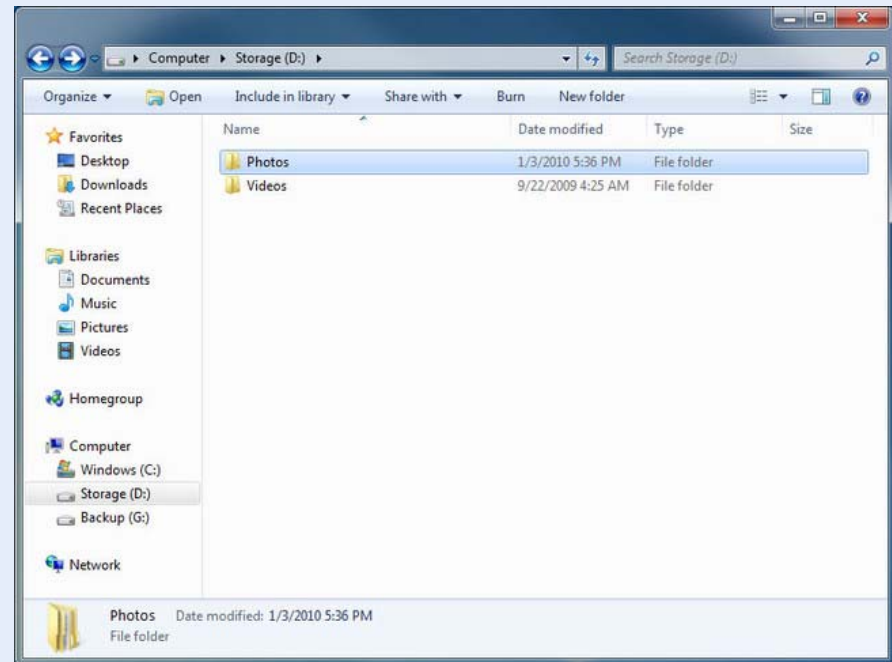 Computer Storage (D:) Search Storage (D:)
Organize Open Include in library Share with Burn New folder
Name Date modified Type Size
Photos 1/3/2010 5:36 PM File folder
Videos 9/22/2009 4:25 AM File folder
Favorites
Desktop
Downloads
Recent Places
Libraries
Documents
Music
Pictures
Videos
Homegroup
Computer
Windows (C:)
Storage (D:)
Backup (G:)
Network
Photos Date modified: 1/3/2010 5:36 PM
File folder